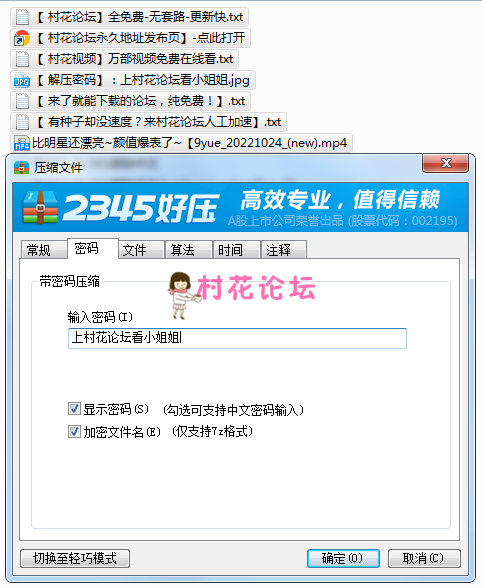 【 村花论坛】全免费-无套路-更新快.txt
【村花论坛永久地址发布页】-点此打开
【 村花视频】万部视频免费在线看.txt
【 解压密码】：上村花论坛看小姐姐.jpg
【 来了就能下载的论坛，纯免费！】.txt
【 有种子却没速度？来村花论坛人工加速】.txt
比明星还漂亮~颜值爆表了~【9yue_20221024_(new).mp4
压缩文件
2345好压
高效专业，值得信赖
A股上市公司荣誉出品 (股票代码：002195)
常规 密码 文件 算法 时间 注释
带密码压缩
村花论坛
输入密码(I)
上村花论坛看小姐姐
显示密码(S) (勾选可支持中文密码输入)
加密文件名(E) (仅支持7z格式)
切换至轻巧模式 确定(O) 取消(C)